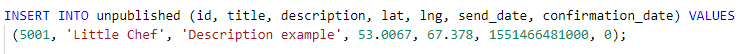 INSERT INTO unpublished (id, title, description, lat, lng, send_date, confirmation_date) VALUES
(5001, 'Little Chef', 'Description example', 53.0067, 67.378, 1551466481000, 0);